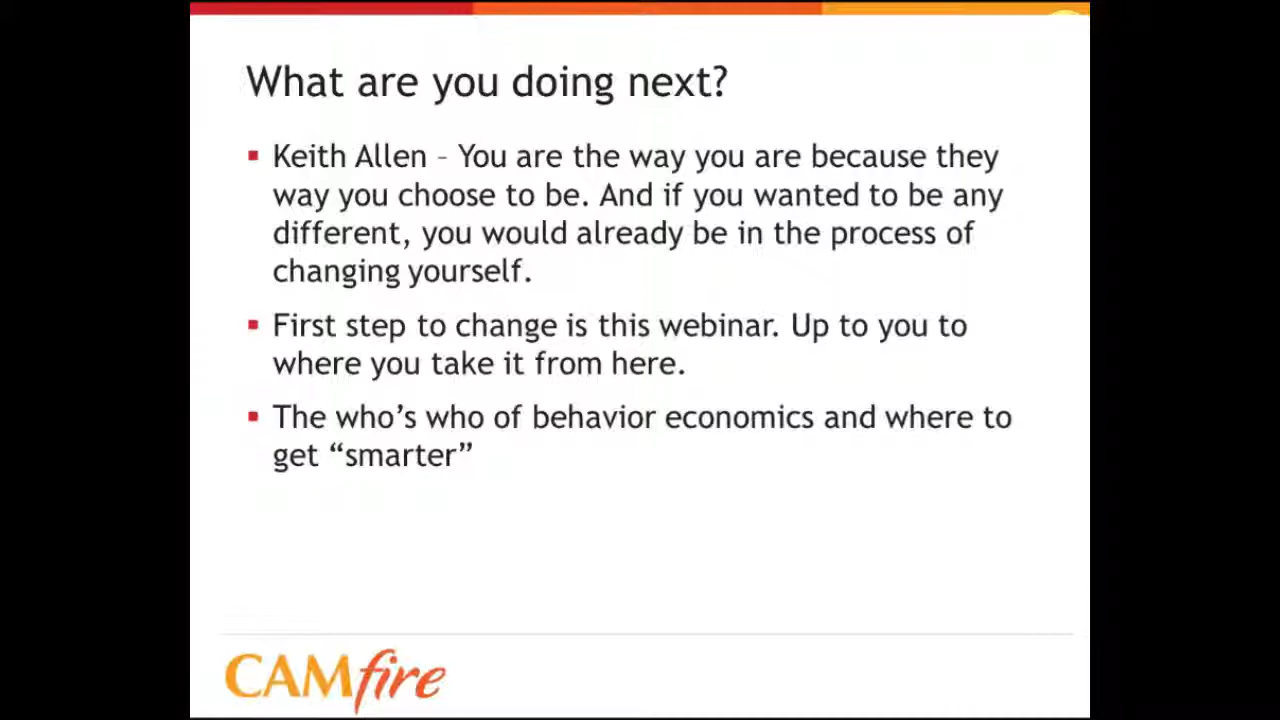 What are you doing next?
▪ Keith Allen – You are the way you are because they
way you choose to be. And if you wanted to be any
different, you would already be in the process of
changing yourself.
▪ First step to change is this webinar. Up to you to
where you take it from here.
▪ The who’s who of behavior economics and where to
get “smarter”
CAMfire